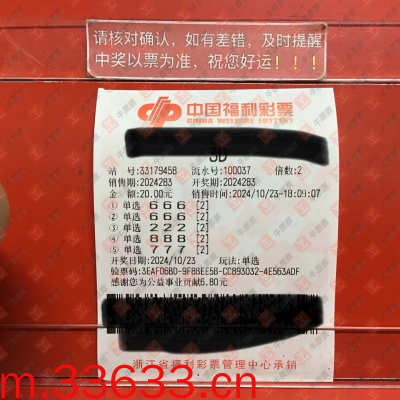 请核对确认，如有差错，及时提醒
中奖以票为准，祝您好运！！！
中国福利彩票
CHINA WELFARE LOTTERY
3D
站 号:33179458 流水号:100037 倍数:2
销售期:2024283 开奖期:2024283
金 额:20.00元 销售时间:2024/10/23-18:09:07
① 单选 6 6 6 [2]
② 单选 6 6 6 [2]
③ 单选 2 2 2 [2]
④ 单选 8 8 8 [2]
⑤ 单选 7 7 7 [2]
开奖日期:2024/10/23 玩法:单选
验票码:3EAF06BD-9FB8EE5B-CC893032-4E563ADF
感谢您为公益事业贡献6.80元
浙江省福利彩票管理中心承销
m.33633.cn